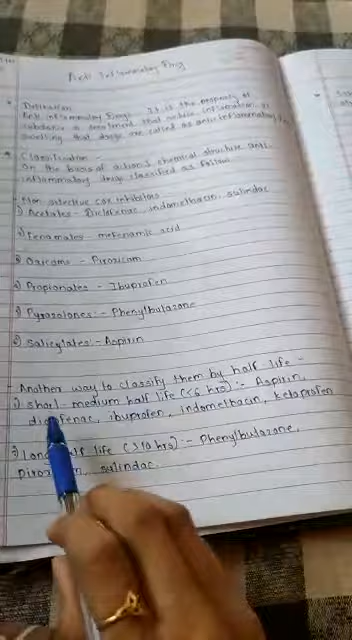 Anti Inflammatory Drug
Definition
Anti inflammatory Drugs It is the property of
substance a treatment that reduce inflammation or
swelling that drugs are called as anti inflammatory
Classification -
On the basis of action & chemical structure anti-
inflammatory drugs classified as follow
Non selective cox inhibitors
1) Acetates - Diclofenac, indomethacin, sulindac
2) Fenamates - mefenamic acid
3) Oxicams - Piroxicam
4) Propionates - Ibuprofen
5) Pyrazolones:- Phenylbutazone
6) Salicylates:- Aspirin
Another way to classify them by half life -
1) short - medium half life (<6 hrs):- Aspirin,
diclofenac, ibuprofen, indomethacin, ketoprofen
2) long half life (>10 hrs) :- Phenylbutazone,
sulindac.